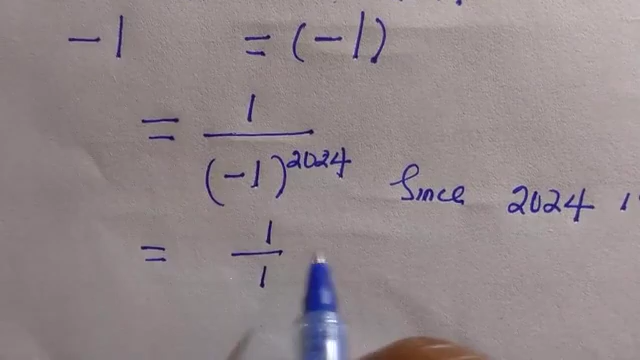 -1 = (-1)
= 1/(-1)^2024 Since 2024
= 1/1